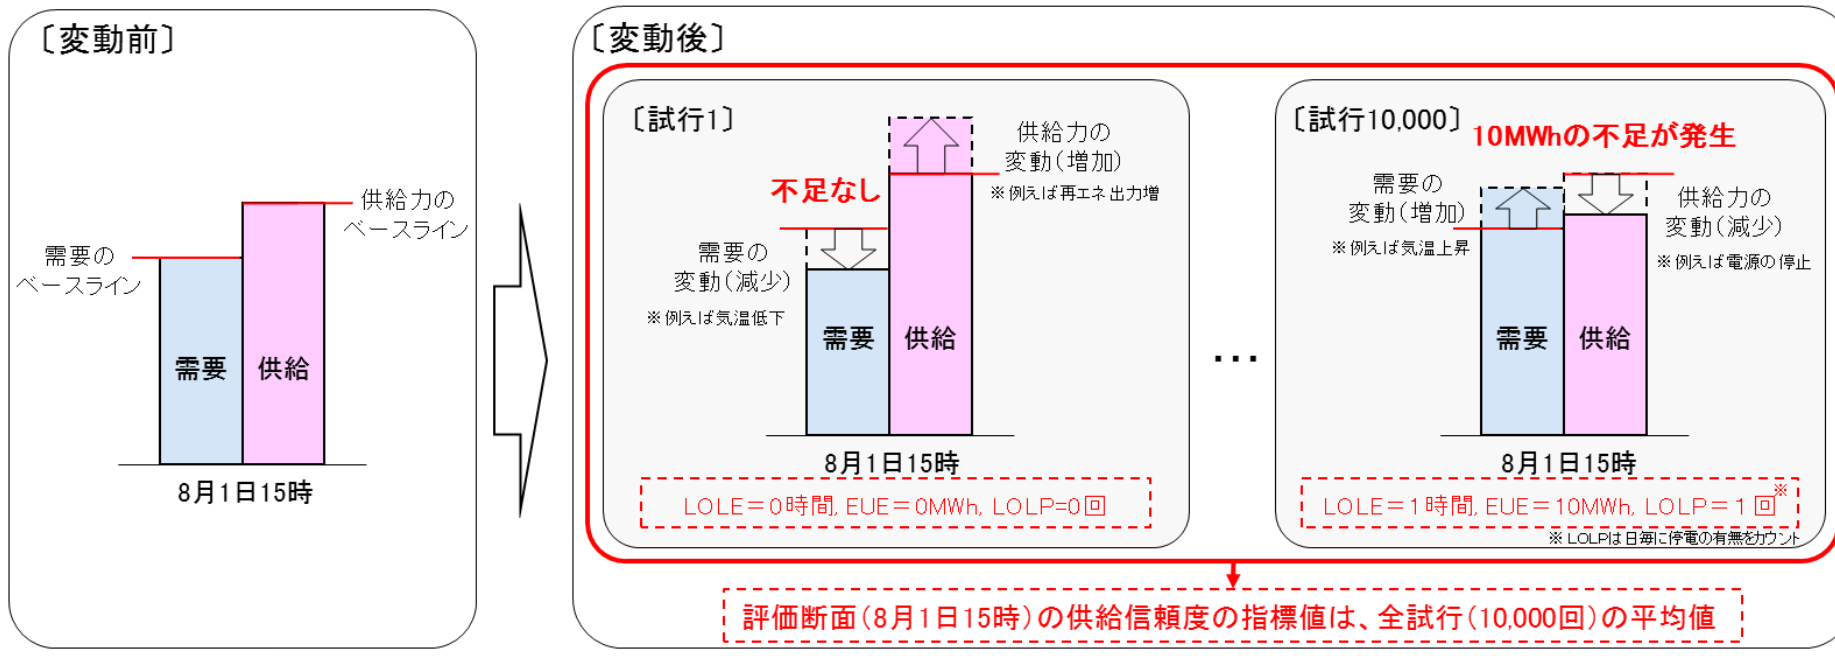 〔変動前〕
供給力の
ベースライン
需要の
ベースライン
需要
供給
8月1日15時
〔変動後〕
〔試行1〕
供給力の
変動(増加)
※例えば再エネ出力増
不足なし
需要の
変動(減少)
※例えば気温低下
需要
供給
8月1日15時
LOLE=0時間, EUE=0MWh, LOLP=0回
…
〔試行10,000〕
10MWhの不足が発生
需要の
変動(増加)
※例えば気温上昇
供給力の
変動(減少)
※例えば電源の停止
需要
供給
8月1日15時
LOLE=1時間, EUE=10MWh, LOLP=1回※
※ LOLPは日毎に停電の有無をカウント
評価断面(8月1日15時)の供給信頼度の指標値は、全試行(10,000回)の平均値